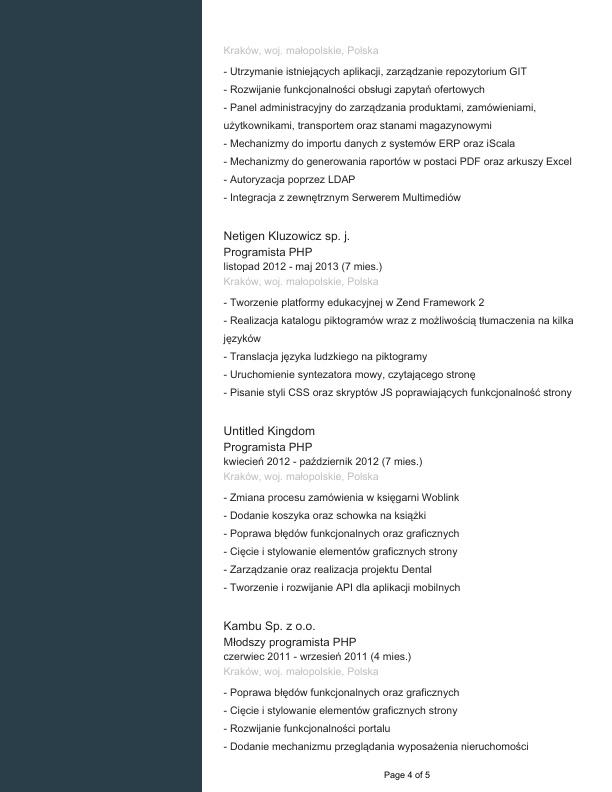 Kraków, woj. małopolskie, Polska
- Utrzymanie istniejących aplikacji, zarządzanie repozytorium GIT
- Rozwijanie funkcjonalności obsługi zapytań ofertowych
- Panel administracyjny do zarządzania produktami, zamówieniami,
użytkownikami, transportem oraz stanami magazynowymi
- Mechanizmy do importu danych z systemów ERP oraz iScala
- Mechanizmy do generowania raportów w postaci PDF oraz arkuszy Excel
- Autoryzacja poprzez LDAP
- Integracja z zewnętrznym Serwerem Multimediów
Netigen Kluzowicz sp. j.
Programista PHP
listopad 2012 - maj 2013 (7 mies.)
Kraków, woj. małopolskie, Polska
- Tworzenie platformy edukacyjnej w Zend Framework 2
- Realizacja katalogu piktogramów wraz z możliwością tłumaczenia na kilka
języków
- Translacja języka ludzkiego na piktogramy
- Uruchomienie syntezatora mowy, czytającego stronę
- Pisanie styli CSS oraz skryptów JS poprawiających funkcjonalność strony
Untitled Kingdom
Programista PHP
kwiecień 2012 - październik 2012 (7 mies.)
Kraków, woj. małopolskie, Polska
- Zmiana procesu zamówienia w księgarni Woblink
- Dodanie koszyka oraz schowka na książki
- Poprawa błędów funkcjonalnych oraz graficznych
- Cięcie i stylowanie elementów graficznych strony
- Zarządzanie oraz realizacja projektu Dental
- Tworzenie i rozwijanie API dla aplikacji mobilnych
Kambu Sp. z o.o.
Młodszy programista PHP
czerwiec 2011 - wrzesień 2011 (4 mies.)
Kraków, woj. małopolskie, Polska
- Poprawa błędów funkcjonalnych oraz graficznych
- Cięcie i stylowanie elementów graficznych strony
- Rozwijanie funkcjonalności portalu
- Dodanie mechanizmu przeglądania wyposażenia nieruchomości
Page 4 of 5